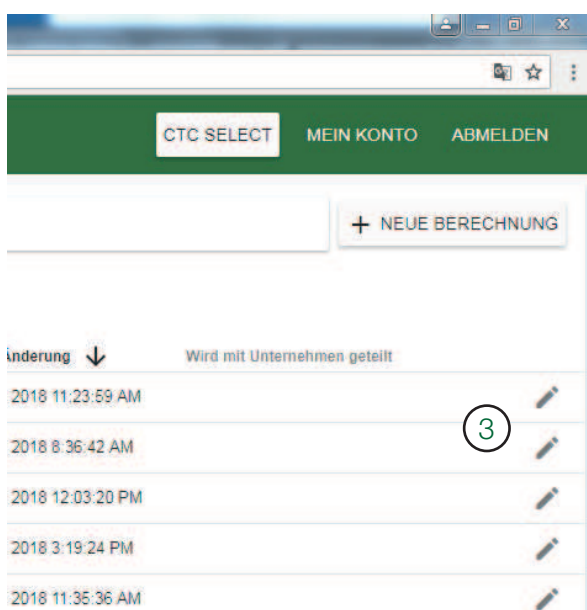 CTC SELECT MEIN KONTO ABMELDEN
+ NEUE BERECHNUNG
Änderung Wird mit Unternehmen geteilt
2018 11:23:59 AM
3
2018 8:36:42 AM
2018 12:03:20 PM
2018 3:19:24 PM
2018 11:35:36 AM